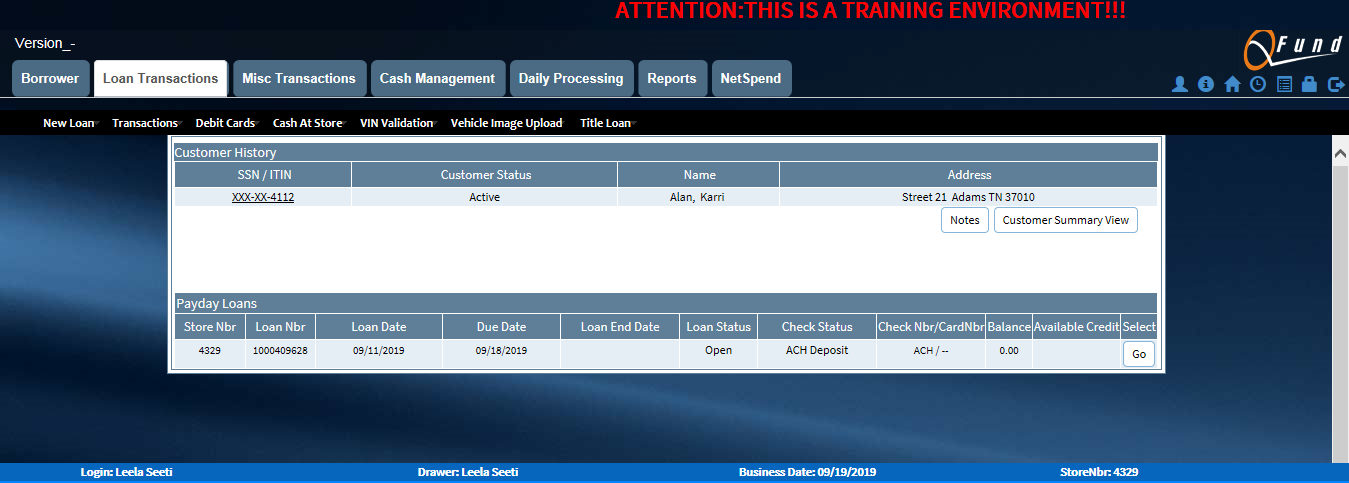 ATTENTION:THIS IS A TRAINING ENVIRONMENT!!!
Version_-
QFund
Borrower Loan Transactions Misc Transactions Cash Management Daily Processing Reports NetSpend
New Loan Transactions Debit Cards Cash At Store VIN Validation Vehicle Image Upload Title Loan
Customer History
SSN / ITIN Customer Status Name Address
XXX-XX-4112 Active Alan, Karri Street 21 Adams TN 37010
Notes Customer Summary View
Payday Loans
Store Nbr Loan Nbr Loan Date Due Date Loan End Date Loan Status Check Status Check Nbr/CardNbr Balance Available Credit Select
4329 1000409628 09/11/2019 09/18/2019 Open ACH Deposit ACH / -- 0.00 Go
Login: Leela Seeti Drawer: Leela Seeti Business Date: 09/19/2019 StoreNbr: 4329